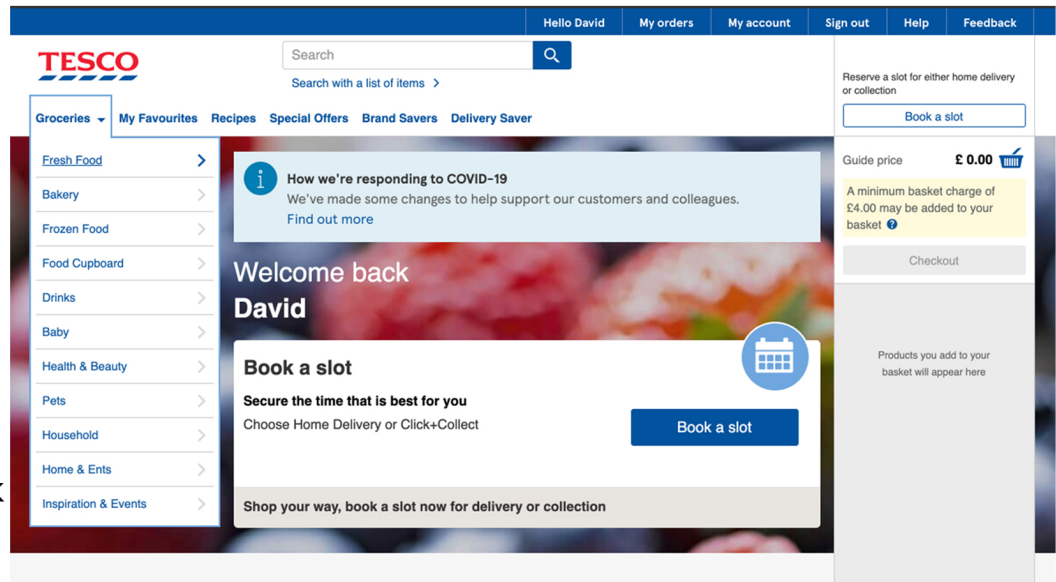 Hello David
My orders
My account
Sign out
Help
Feedback
TESCO
Search
Search with a list of items
Groceries
My Favourites
Recipes
Special Offers
Brand Savers
Delivery Saver
Fresh Food
Bakery
Frozen Food
Food Cupboard
Drinks
Baby
Health & Beauty
Pets
Household
Home & Ents
Inspiration & Events
How we're responding to COVID-19
We've made some changes to help support our customers and colleagues.
Find out more
Welcome back
David
Book a slot
Secure the time that is best for you
Choose Home Delivery or Click+Collect
Book a slot
Shop your way, book a slot now for delivery or collection
Reserve a slot for either home delivery
or collection
Book a slot
Guide price £ 0.00
A minimum basket charge of
£4.00 may be added to your
basket
Checkout
Products you add to your
basket will appear here